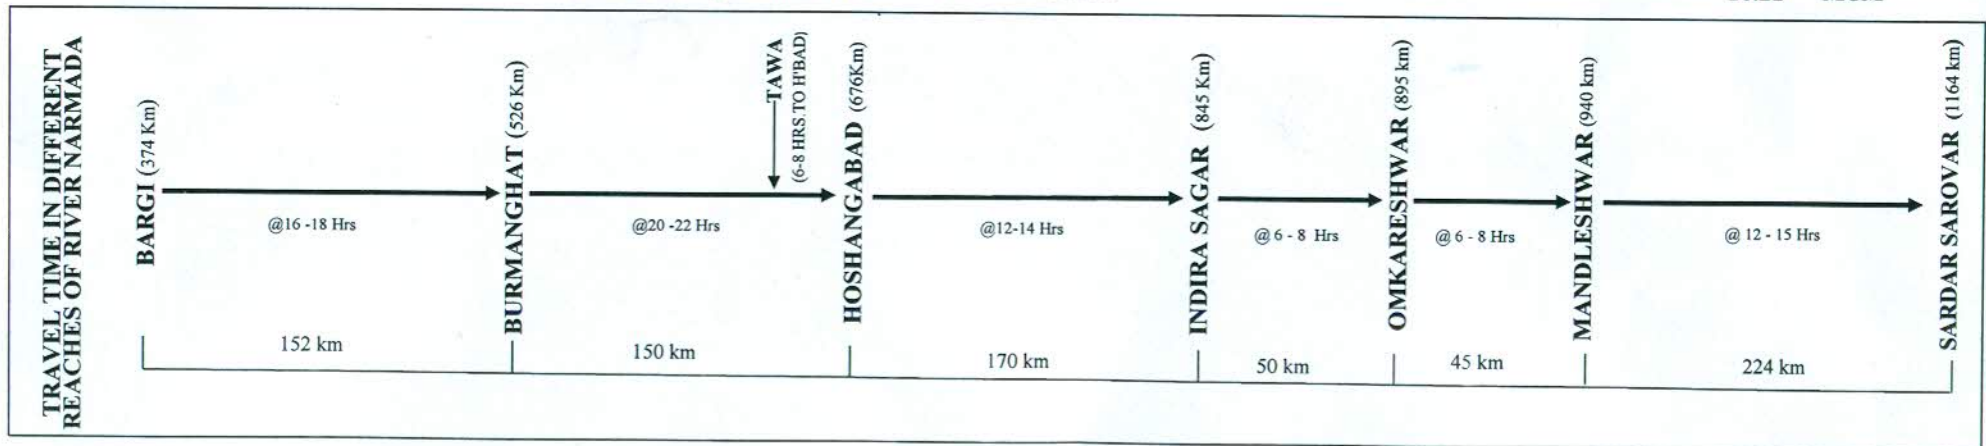 TRAVEL TIME IN DIFFERENT
REACHES OF RIVER NARMADA
BARGI (374 Km)
@16 -18 Hrs
152 km
BURMANGHAT (526 Km)
@20 -22 Hrs
150 km
TAWA
(6-8 HRS.TO H'BAD)
HOSHANGABAD (676Km)
@12-14 Hrs
170 km
INDIRA SAGAR (845 Km)
@ 6 - 8 Hrs
50 km
OMKARESHWAR (895 km)
@ 6 - 8 Hrs
45 km
MANDLESHWAR (940 km)
@ 12 - 15 Hrs
224 km
SARDAR SAROVAR (1164 km)